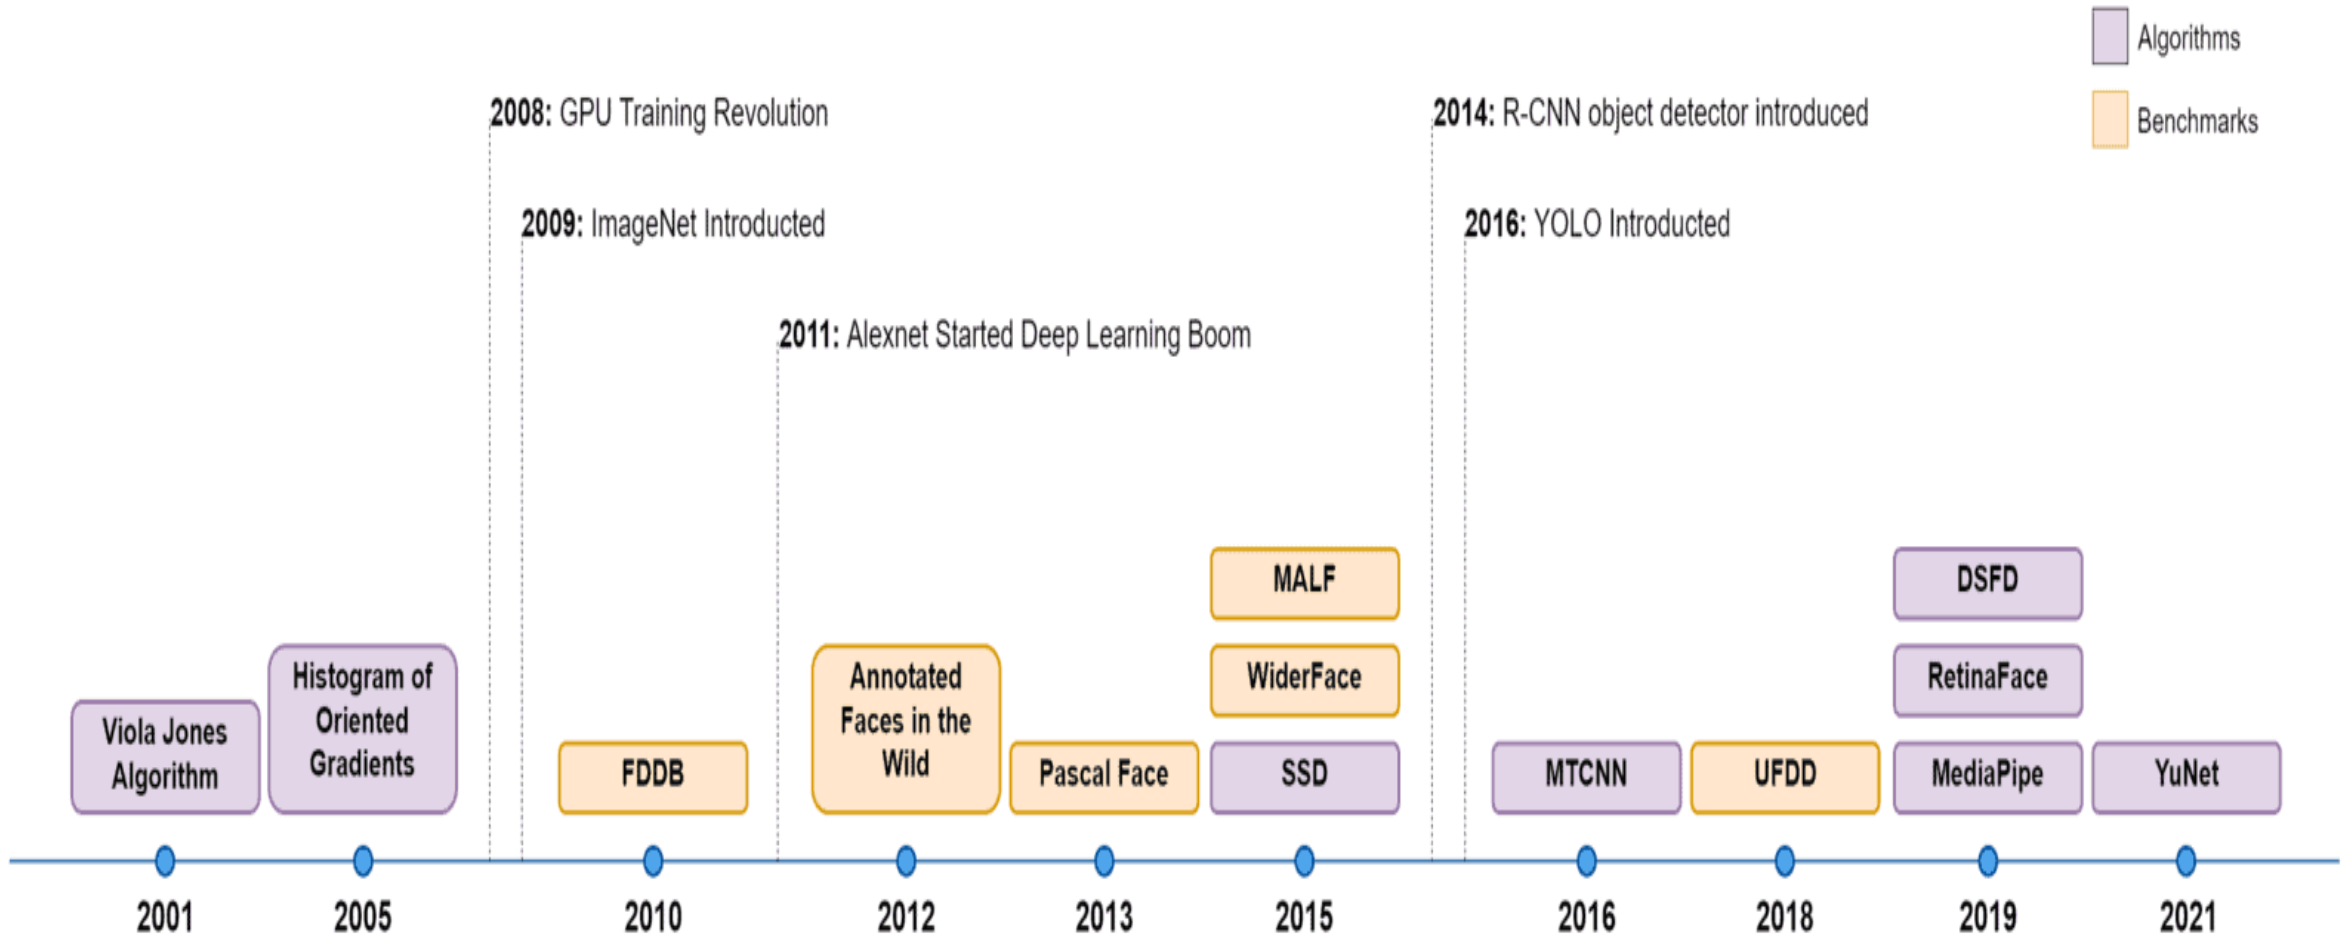 Algorithms
Benchmarks
2008: GPU Training Revolution
2014: R-CNN object detector introduced
2009: ImageNet Introducted
2016: YOLO Introducted
2011: Alexnet Started Deep Learning Boom
Viola Jones
Algorithm
Histogram of
Oriented
Gradients
FDDB
Annotated
Faces in the
Wild
Pascal Face
MALF
WiderFace
SSD
MTCNN
UFDD
DSFD
RetinaFace
MediaPipe
YuNet
2001
2005
2010
2012
2013
2015
2016
2018
2019
2021